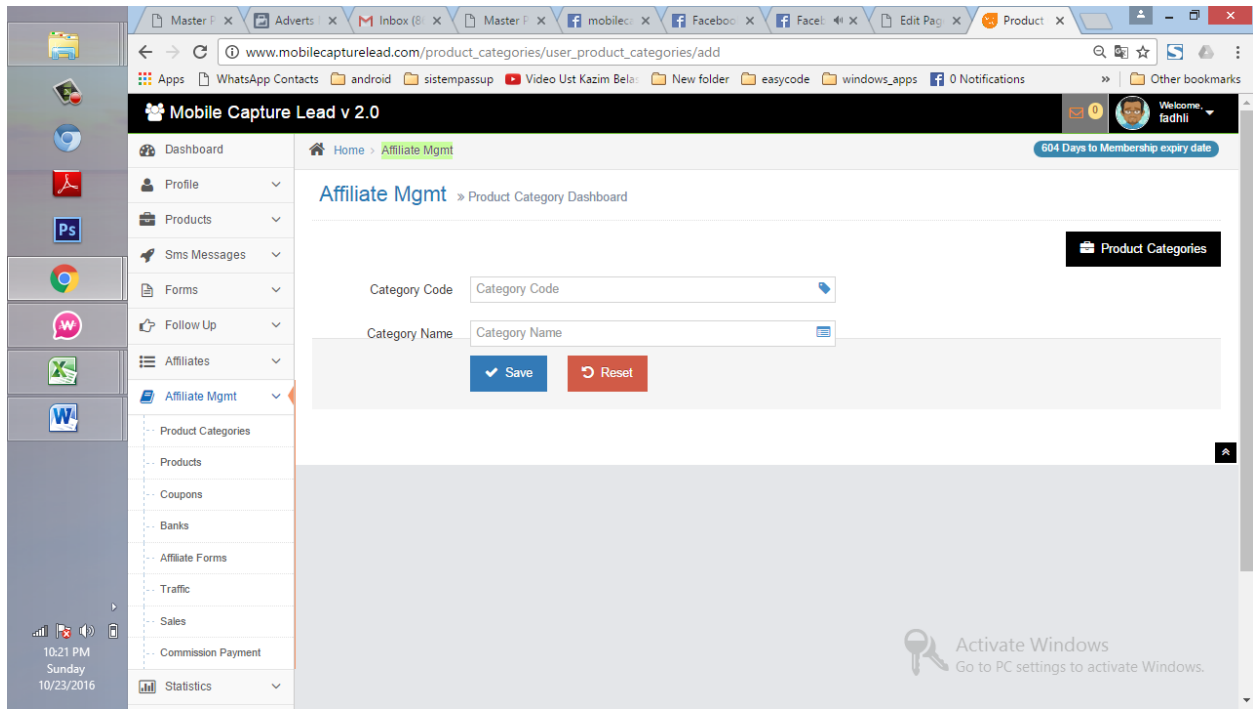 Master P
Adverts
Inbox (8
Master P
mobileca
Faceboo
Faceb
Edit Pag
Product
www.mobilecapturelead.com/product_categories/user_product_categories/add
Apps WhatsApp Contacts android sistempassup Video Ust Kazim Belas New folder easycode windows_apps 0 Notifications » Other bookmarks
Mobile Capture Lead v 2.0
0
Welcome,
fadhli
Dashboard
Profile
Products
Sms Messages
Forms
Follow Up
Affiliates
Affiliate Mgmt
Product Categories
Products
Coupons
Banks
Affiliate Forms
Traffic
Sales
Commission Payment
Statistics
Home > Affiliate Mgmt
604 Days to Membership expiry date
Affiliate Mgmt » Product Category Dashboard
Product Categories
Category Code Category Code
Category Name Category Name
Save Reset
Ps
10:21 PM
Sunday
10/23/2016
Activate Windows
Go to PC settings to activate Windows.